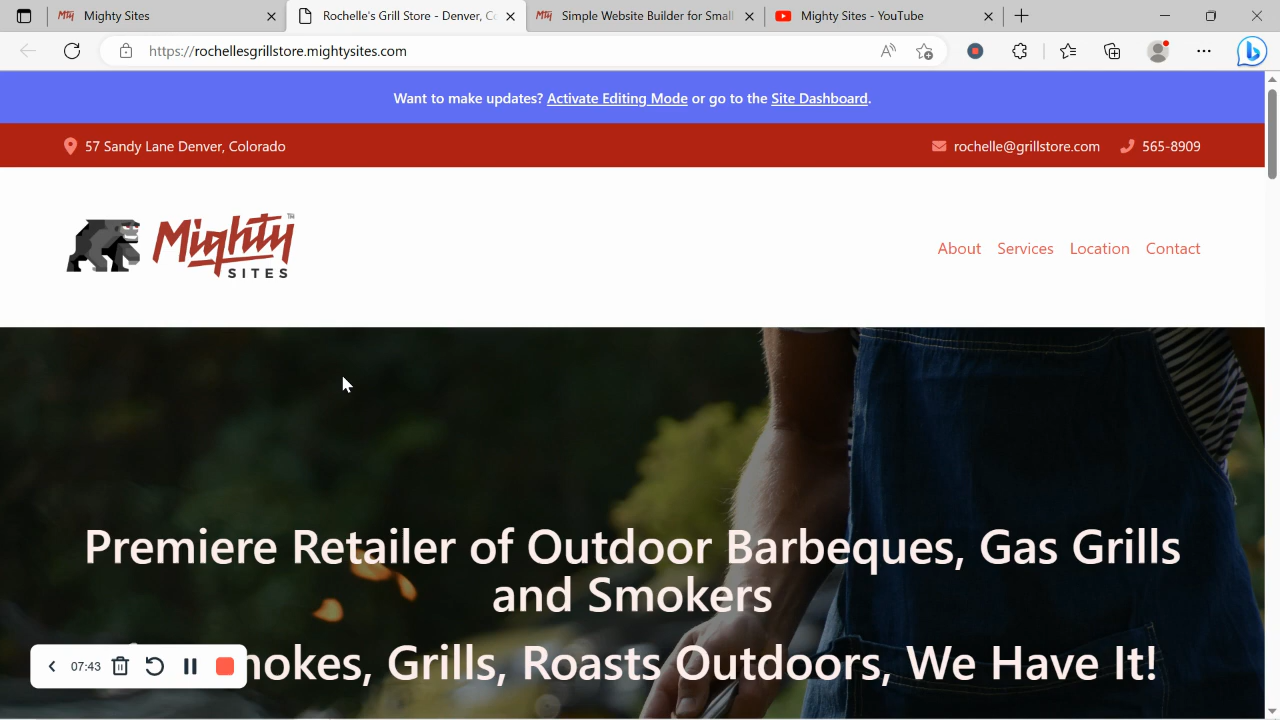 Mighty Sites
Rochelle's Grill Store - Denver, Co
Simple Website Builder for Small
Mighty Sites - YouTube
https://rochellesgrillstore.mightysites.com
Want to make updates? Activate Editing Mode or go to the Site Dashboard.
57 Sandy Lane Denver, Colorado
rochelle@grillstore.com
565-8909
Mighty
SITES
TM
About
Services
Location
Contact
Premiere Retailer of Outdoor Barbeques, Gas Grills
and Smokers
mokes, Grills, Roasts Outdoors, We Have It!
07:43